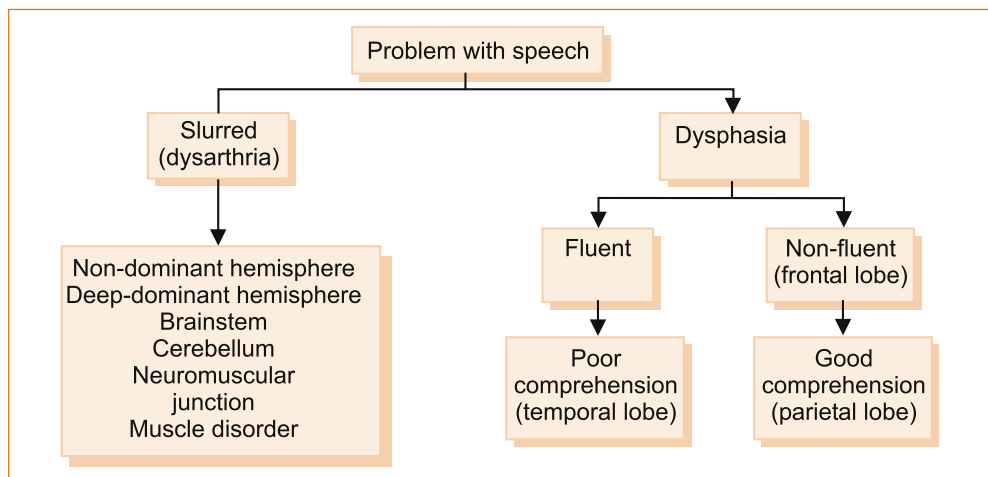 Problem with speech
Slurred
(dysarthria)
Dysphasia
Non-dominant hemisphere
Deep-dominant hemisphere
Brainstem
Cerebellum
Neuromuscular
junction
Muscle disorder
Fluent
Non-fluent
(frontal lobe)
Poor
comprehension
(temporal lobe)
Good
comprehension
(parietal lobe)